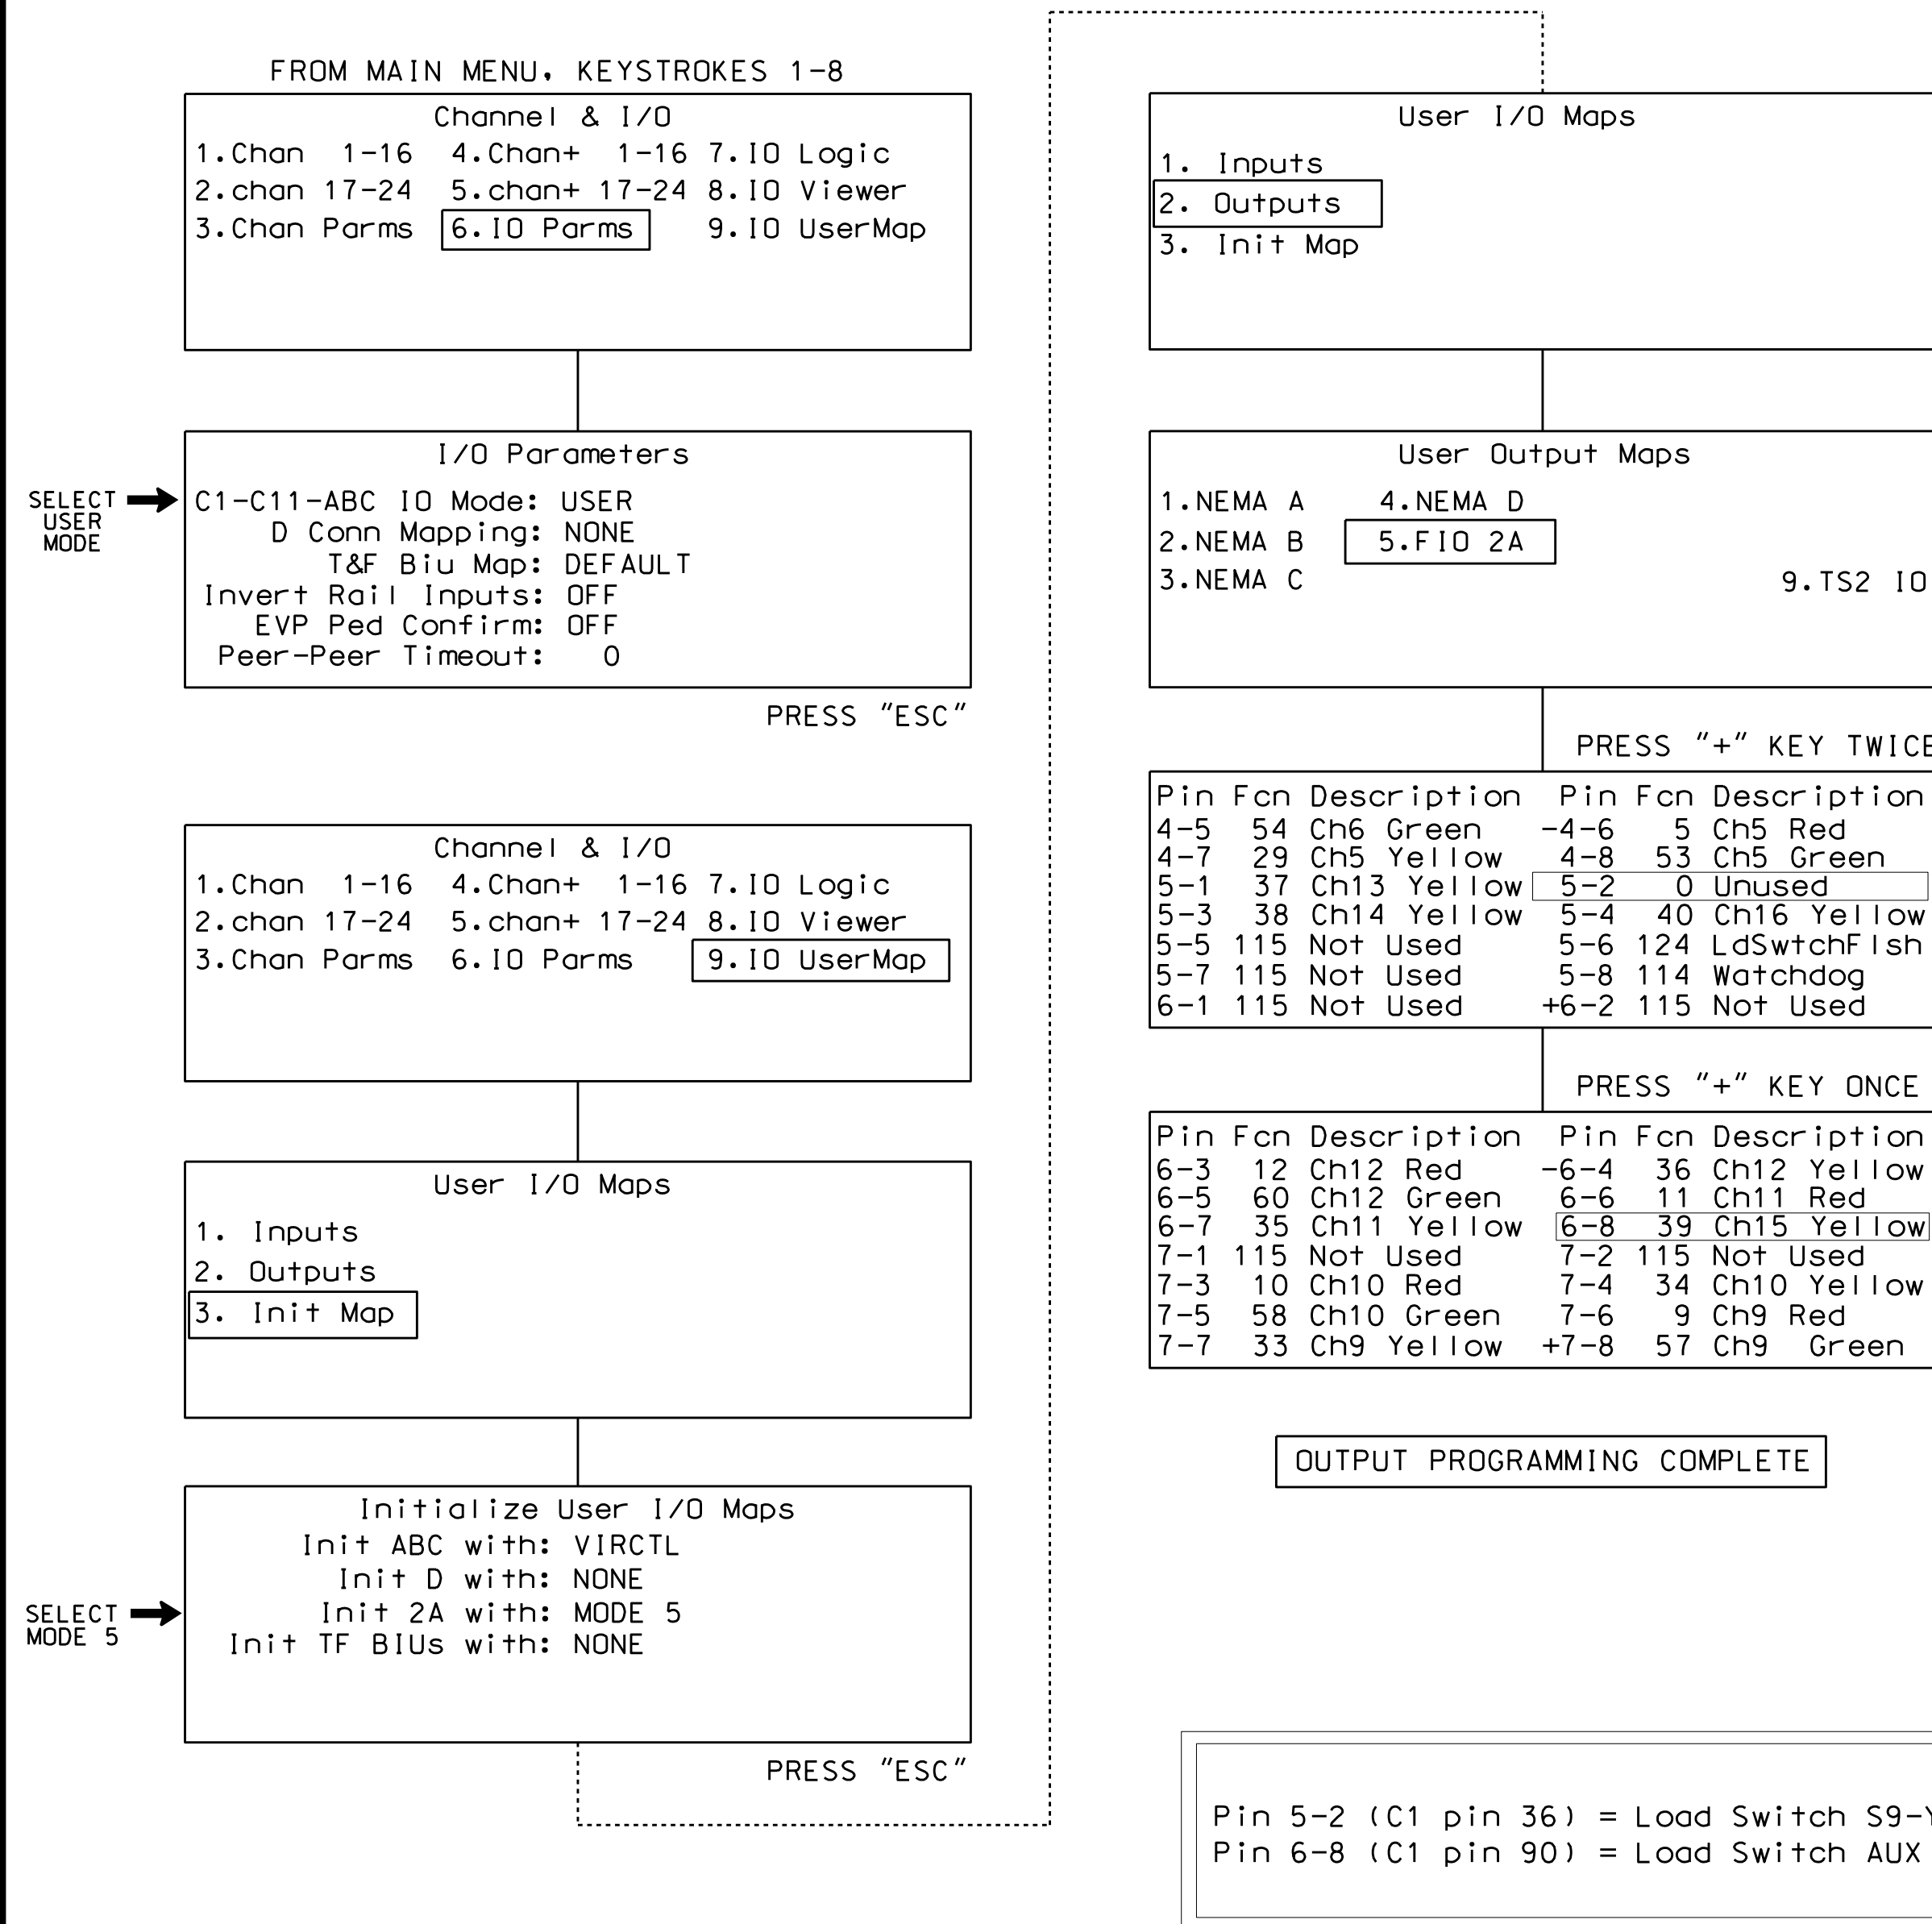 FROM MAIN MENU, KEYSTROKES 1-8
Channel & I/O
1.Chan 1-16 4.Chan+ 1-16 7.IO Logic
2.chan 17-24 5.chan+ 17-24 8.IO Viewer
3.Chan Parms 6.IO Parms 9.IO UserMap
SELECT
USER
MODE
I/O Parameters
C1-C11-ABC IO Mode: USER
D Conn Mapping: NONE
T&F Biu Map: DEFAULT
Invert Rail Inputs: OFF
EVP Ped Confirm: OFF
Peer-Peer Timeout: 0
PRESS "ESC"
Channel & I/O
1.Chan 1-16 4.Chan+ 1-16 7.IO Logic
2.chan 17-24 5.chan+ 17-24 8.IO Viewer
3.Chan Parms 6.IO Parms 9.IO UserMap
User I/O Maps
1. Inputs
2. Outputs
3. Init Map
Initialize User I/O Maps
Init ABC with: VIRCTL
Init D with: NONE
SELECT
MODE 5
Init 2A with: MODE 5
Init TF BIUs with: NONE
PRESS "ESC"
User I/O Maps
1. Inputs
2. Outputs
3. Init Map
User Output Maps
1.NEMA A 4.NEMA D
2.NEMA B 5.FIO 2A
3.NEMA C 9.TS2 IO
PRESS "+" KEY TWICE
Pin Fcn Description Pin Fcn Description
4-5 54 Ch6 Green -4-6 5 Ch5 Red
4-7 29 Ch5 Yellow 4-8 53 Ch5 Green
5-1 37 Ch13 Yellow 5-2 0 Unused
5-3 38 Ch14 Yellow 5-4 40 Ch16 Yellow
5-5 115 Not Used 5-6 124 LdSwtchFlsh
5-7 115 Not Used 5-8 114 Watchdog
6-1 115 Not Used +6-2 115 Not Used
PRESS "+" KEY ONCE
Pin Fcn Description Pin Fcn Description
6-3 12 Ch12 Red -6-4 36 Ch12 Yellow
6-5 60 Ch12 Green 6-6 11 Ch11 Red
6-7 35 Ch11 Yellow 6-8 39 Ch15 Yellow
7-1 115 Not Used 7-2 115 Not Used
7-3 10 Ch10 Red 7-4 34 Ch10 Yellow
7-5 58 Ch10 Green 7-6 9 Ch9 Red
7-7 33 Ch9 Yellow +7-8 57 Ch9 Green
OUTPUT PROGRAMMING COMPLETE
Pin 5-2 (C1 pin 36) = Load Switch S9-Y
Pin 6-8 (C1 pin 90) = Load Switch AUX